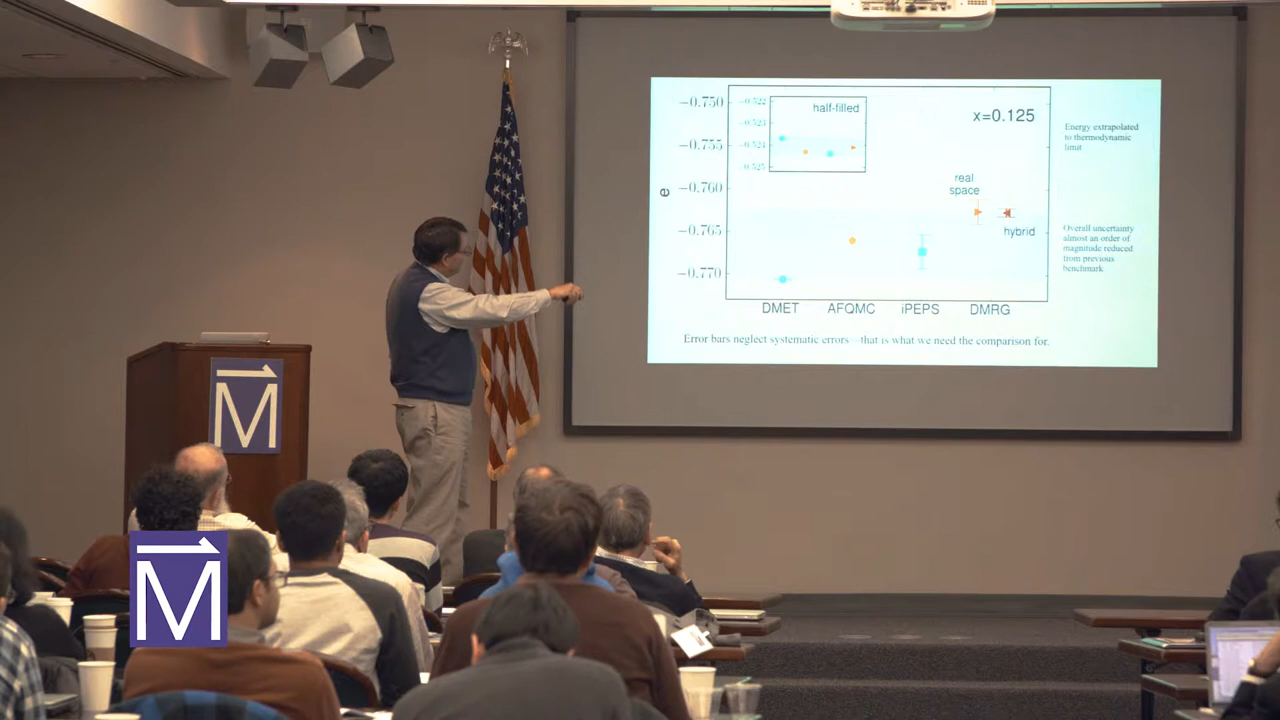 −0.750
−0.755
−0.760
−0.765
−0.770
e
−0.522
−0.523
−0.524
−0.525
half-filled
x=0.125
real
space
hybrid
DMET
AFQMC
iPEPS
DMRG
Energy extrapolated
to thermodynamic
limit
Overall uncertainty
almost an order of
magnitude reduced
from previous
benchmark
Error bars neglect systematic errors—that is what we need the comparison for.
M
M